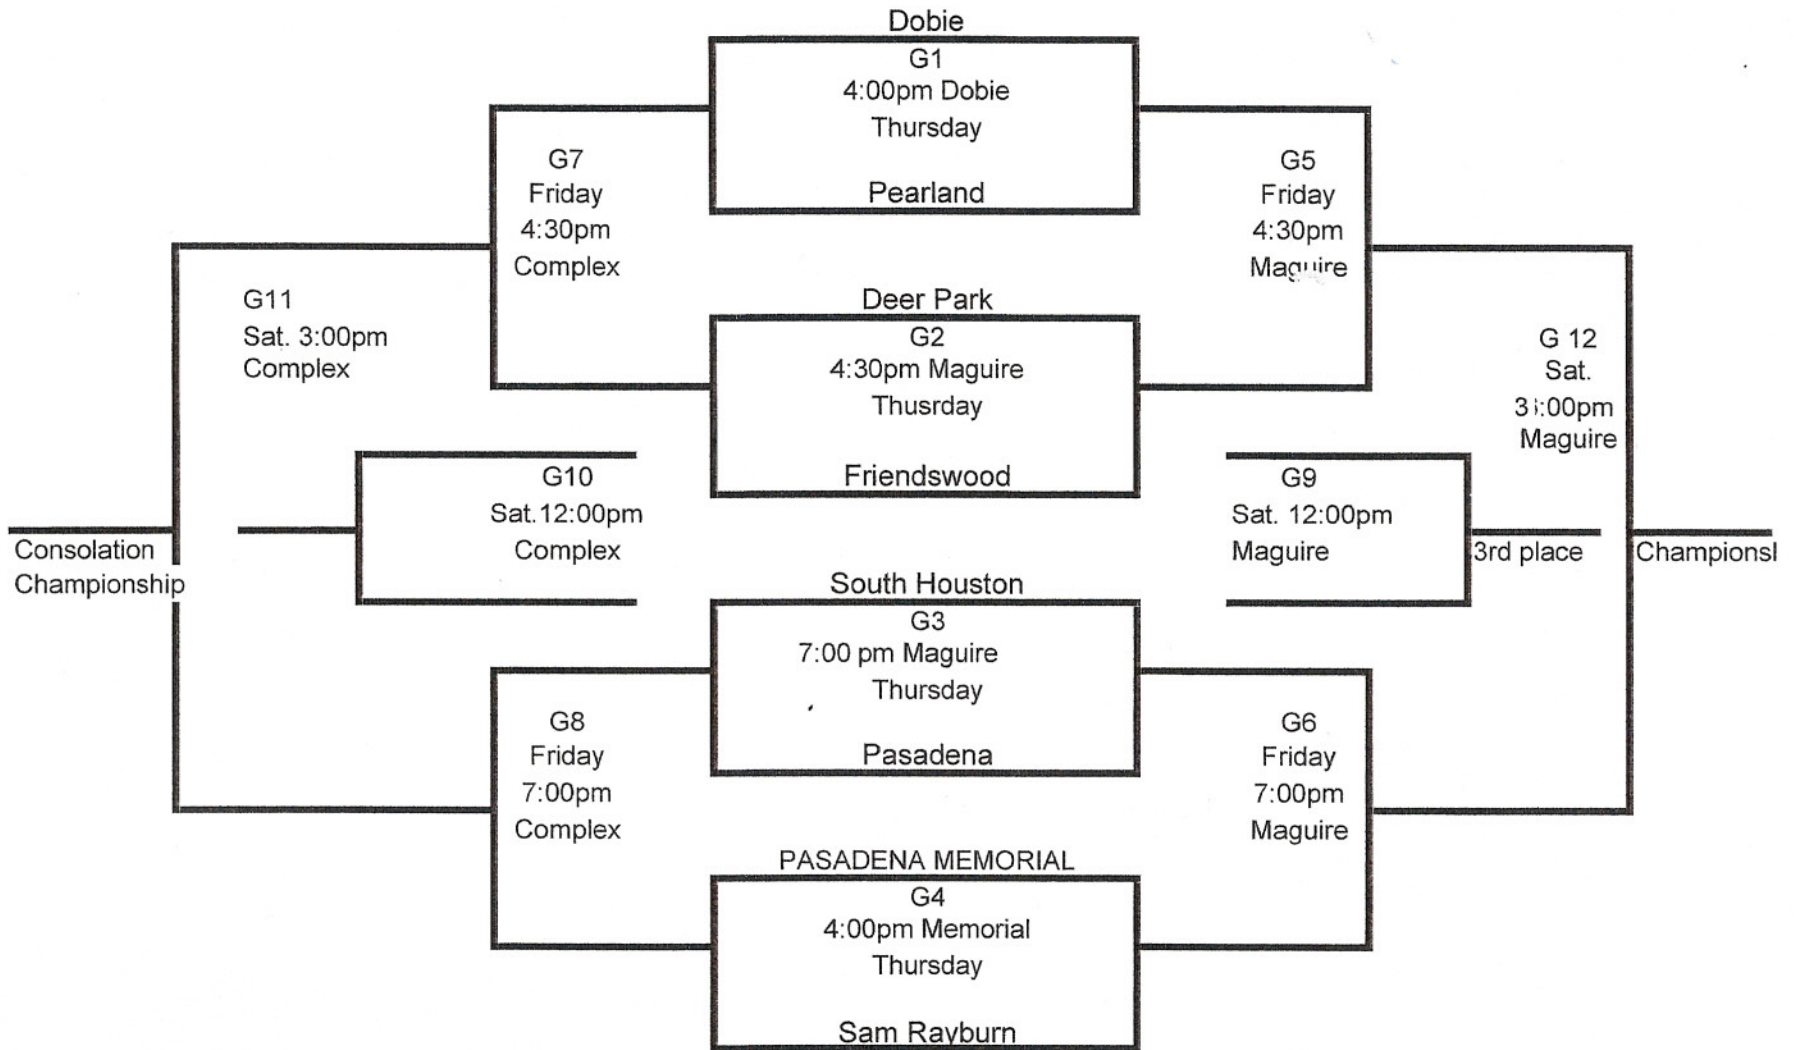 Dobie
G1
4:00pm Dobie
Thursday
Pearland
G7
Friday
4:30pm
Complex
G5
Friday
4:30pm
Maguire
G11
Sat. 3:00pm
Complex
Deer Park
G2
4:30pm Maguire
Thusrday
Friendswood
G 12
Sat.
Maguire
G10
Sat.12:00pm
Complex
G9
Sat. 12:00pm
Maguire
Consolation
Championship
3rd place
Championsl
South Houston
G3
7:00 pm Maguire
Thursday
Pasadena
G8
Friday
7:00pm
Complex
G6
Friday
7:00pm
Maguire
PASADENA MEMORIAL
G4
4:00pm Memorial
Thursday
Sam Rayburn